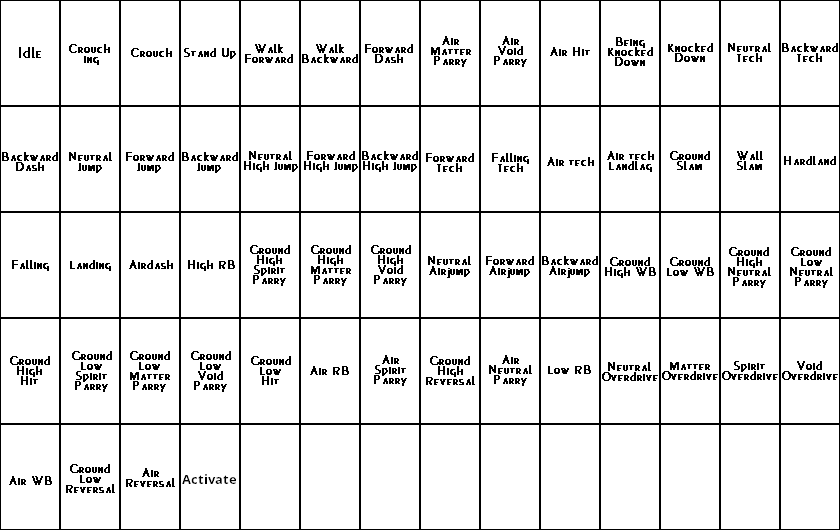 Idle
Crouch
ing
Crouch
Stand Up
Walk
Forward
Walk
Backward
Forward
Dash
Air
Matter
Parry
Air
Void
Parry
Air Hit
Being
Knocked
Down
Knocked
Down
Neutral
Tech
Backward
Tech
Backward
Dash
Neutral
Jump
Forward
Jump
Backward
Jump
Neutral
High Jump
Forward
High Jump
Backward
High Jump
Forward
Tech
Falling
Tech
Air tech
Air tech
Landlag
Ground
Slam
Wall
Slam
Hardland
Falling
Landing
Airdash
High RB
Ground
High
Spirit
Parry
Ground
High
Matter
Parry
Ground
High
Void
Parry
Neutral
Airjump
Forward
Airjump
Backward
Airjump
Ground
High WB
Ground
Low WB
Ground
High
Neutral
Parry
Ground
Low
Neutral
Parry
Ground
High
Hit
Ground
Low
Spirit
Parry
Ground
Low
Matter
Parry
Ground
Low
Void
Parry
Ground
Low
Hit
Air RB
Air
Spirit
Parry
Ground
High
Reversal
Air
Neutral
Parry
Low RB
Neutral
Overdrive
Matter
Overdrive
Spirit
Overdrive
Void
Overdrive
Air WB
Ground
Low
Reversal
Air
Reversal
Activate